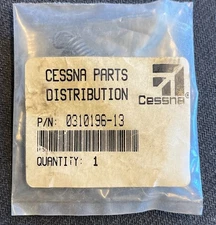 CESSNA PARTS
DISTRIBUTION
Cessna
P/N: 0310196-13
QUANTITY: 1